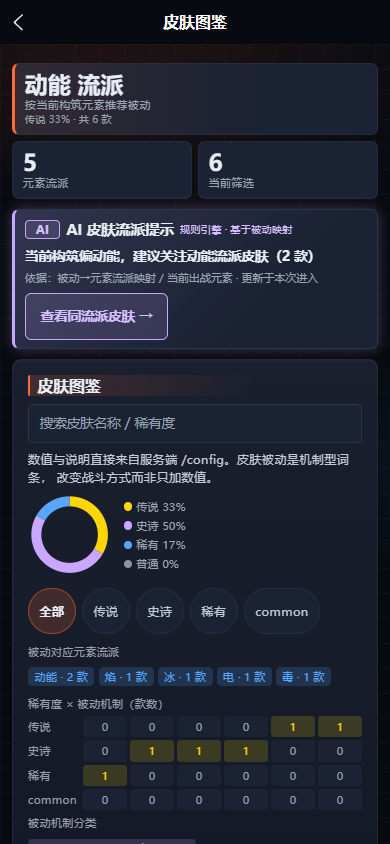 皮肤图鉴
动能 流派
按当前构筑元素推荐被动
传说 33% · 共 6 款
5
元素流派
6
当前筛选
AI AI 皮肤流派提示 规则引擎 · 基于被动映射
当前构筑偏动能，建议关注动能流派皮肤（2 款）
依据：被动→元素流派映射 / 当前出战元素 · 更新于本次进入
查看同流派皮肤 →
皮肤图鉴
搜索皮肤名称 / 稀有度
数值与说明直接来自服务端 /config。皮肤被动是机制型词
条， 改变战斗方式而非只加数值。
传说 33%
史诗 50%
稀有 17%
普通 0%
全部 传说 史诗 稀有 common
被动对应元素流派
动能 · 2 款 焰 · 1 款 冰 · 1 款 电 · 1 款 毒 · 1 款
稀有度 × 被动机制（款数）
传说 0 0 0 0 1 1
史诗 0 1 1 1 0 0
稀有 1 0 0 0 0 0
common 0 0 0 0 0 0
被动机制分类